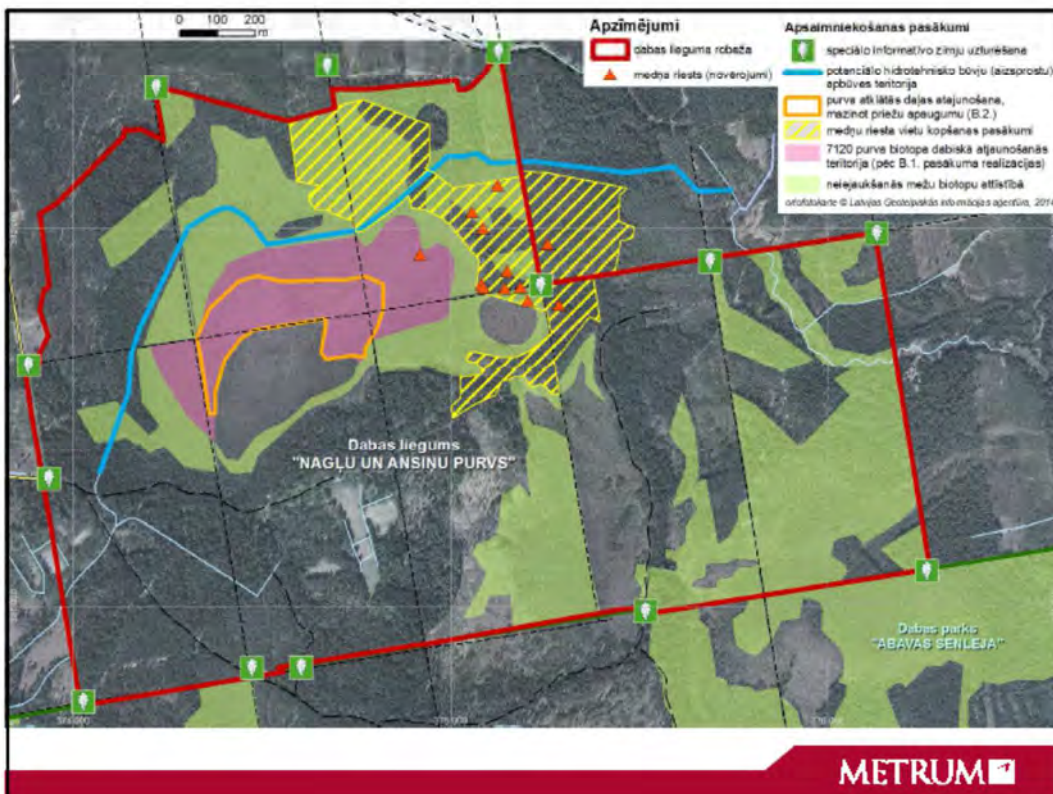 0 100 200
m
Apzīmējumi
dabas lieguma robeža
medņa riests (novērojumi)
Apsaimniekošanas pasākumi
speciālo informatīvo zīmju uzturēšana
potenciālo hidrotehnisko būvju (aizsprostu)
apbūves teritorija
purva atklātās daļas atjaunošana,
mazinot priežu apaugumu (B.2.)
medņu riesta vietu kopšanas pasākumi
7120 purva biotopa dabiskā atjaunošanās
teritorija (pēc B.1. pasākuma realizācijas)
neiejaukšanās mežu biotopu attīstībā
ortofotokarte © Latvijas Ģeotelpiskās informācijas aģentūra, 2014
Dabas liegums
"NAGĻU UN ANSIŅU PURVS"
Dabas parks
"ABAVAS SENLEJA"
METRUM